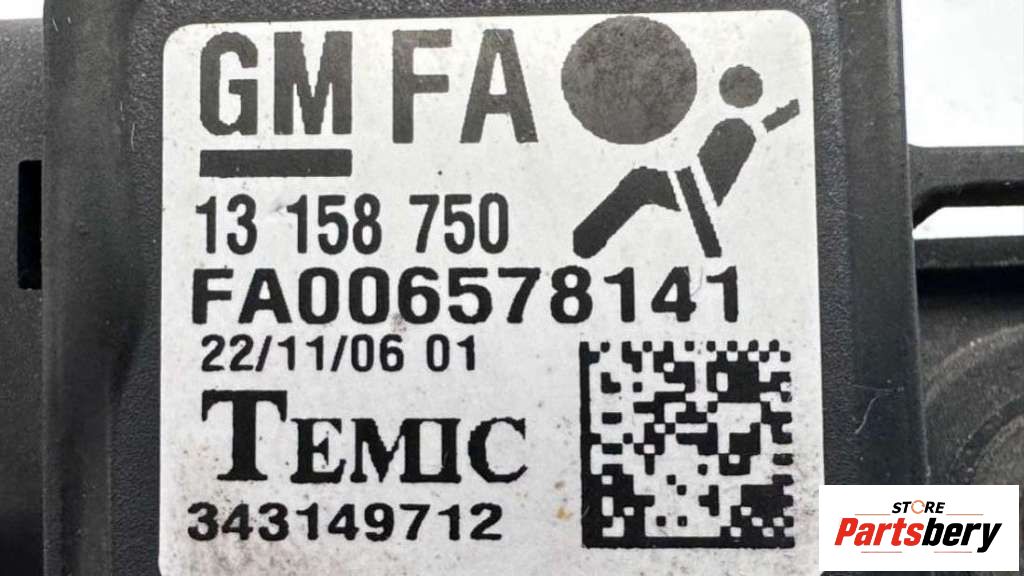 GM FA
13 158 750
FA006578141
22/11/06 01
TEMIC
343149712
STORE
Partsbery